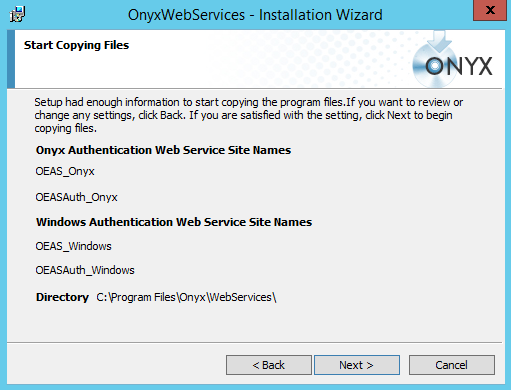 OnyxWebServices - Installation Wizard
x
Start Copying Files
ONYX
Setup had enough information to start copying the program files.If you want to review or
change any settings, click Back. If you are satisfied with the setting, click Next to begin
copying files.
Onyx Authentication Web Service Site Names
OEAS_Onyx
OEASAuth_Onyx
Windows Authentication Web Service Site Names
OEAS_Windows
OEASAuth_Windows
Directory C:\Program Files\Onyx\WebServices\
< Back Next > Cancel